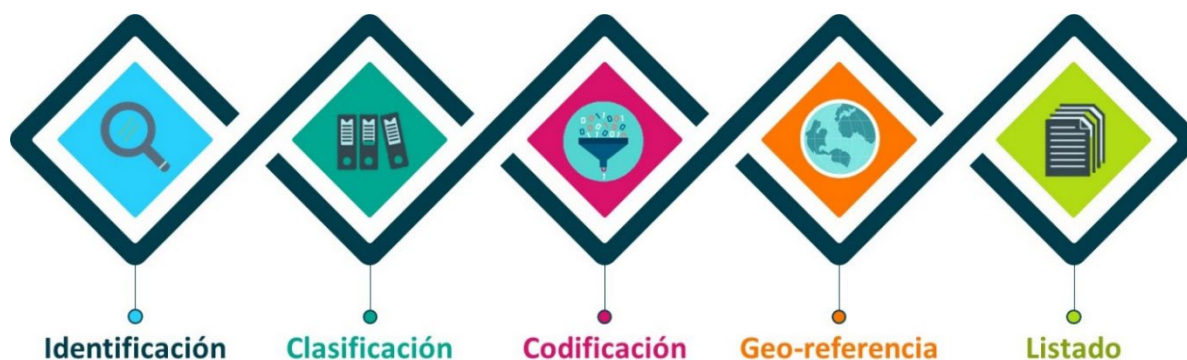 Identificación
Clasificación
Codificación
Geo-referencia
Listado